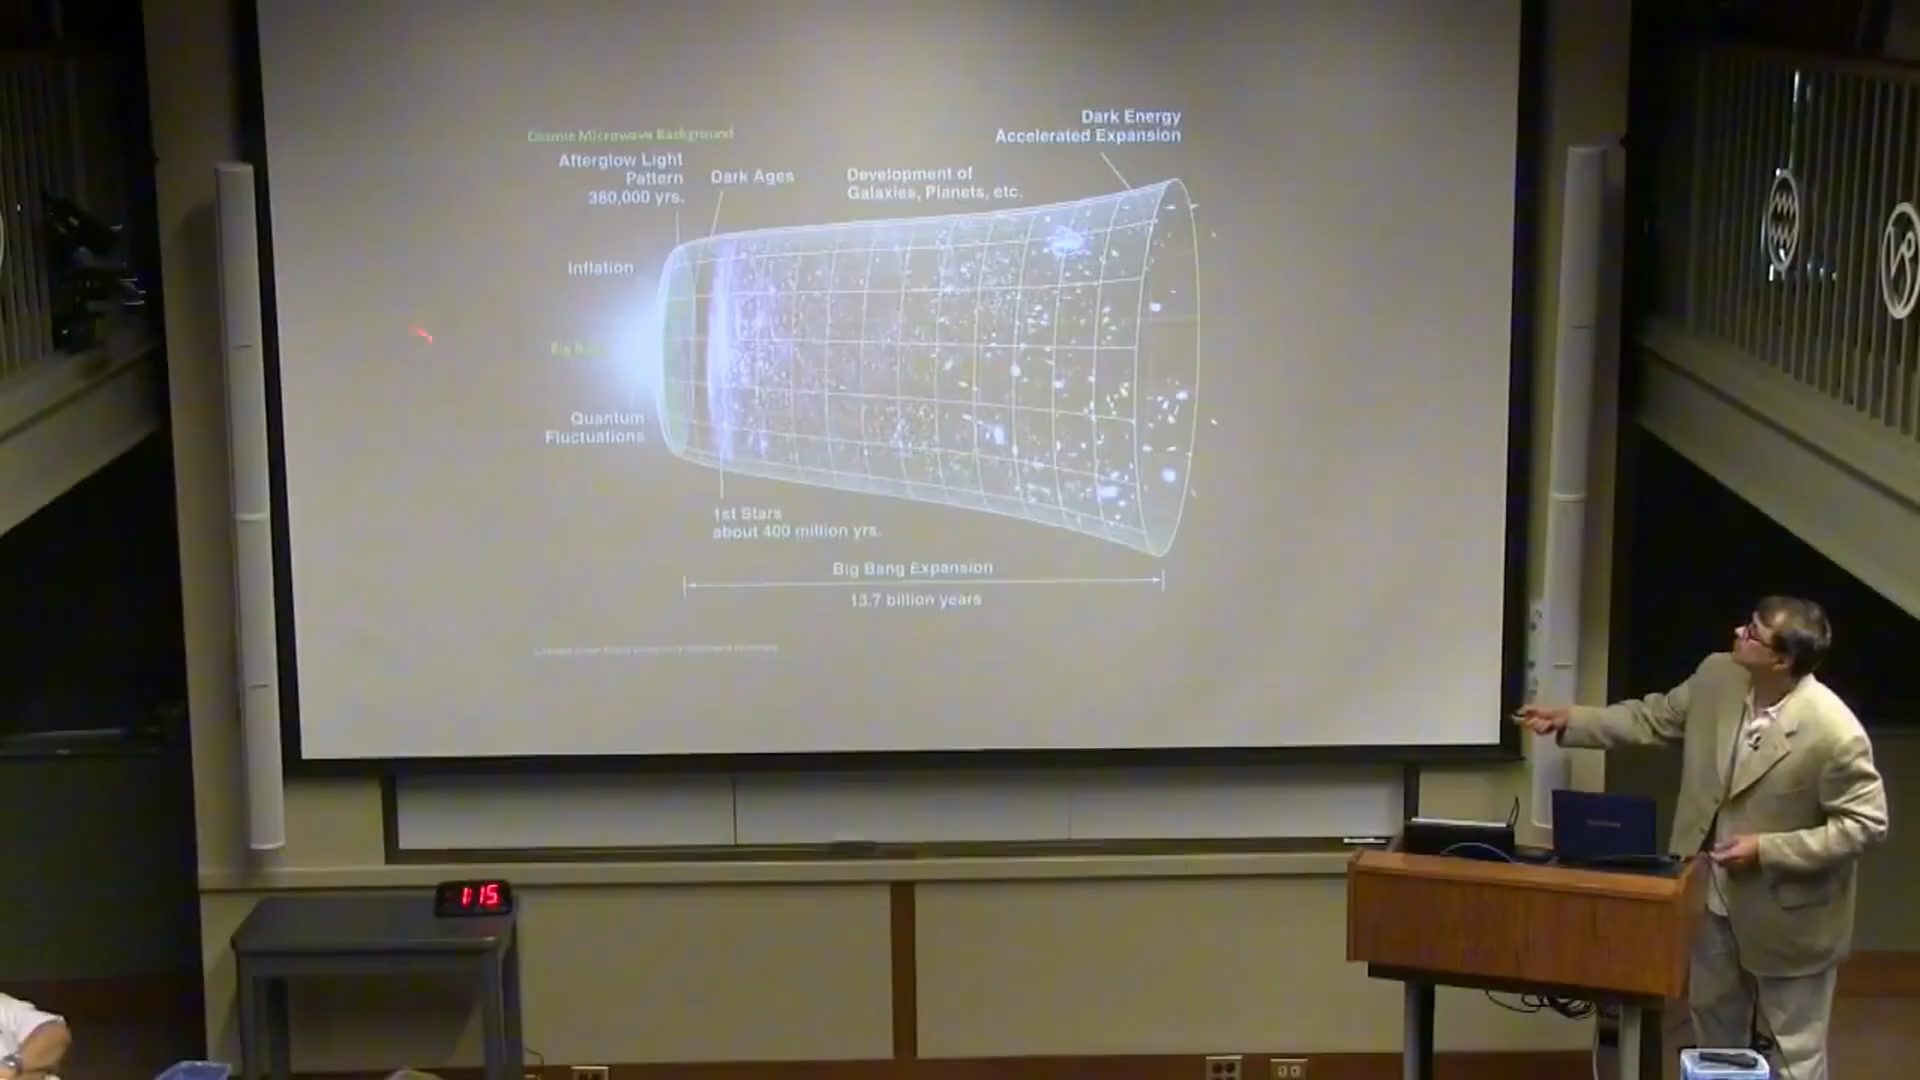 Cosmic Microwave Background
Afterglow Light
Pattern
380,000 yrs.
Dark Ages
Development of
Galaxies, Planets, etc.
Dark Energy
Accelerated Expansion
Inflation
Big Bang
Quantum
Fluctuations
1st Stars
about 400 million yrs.
Big Bang Expansion
13.7 billion years
1:15